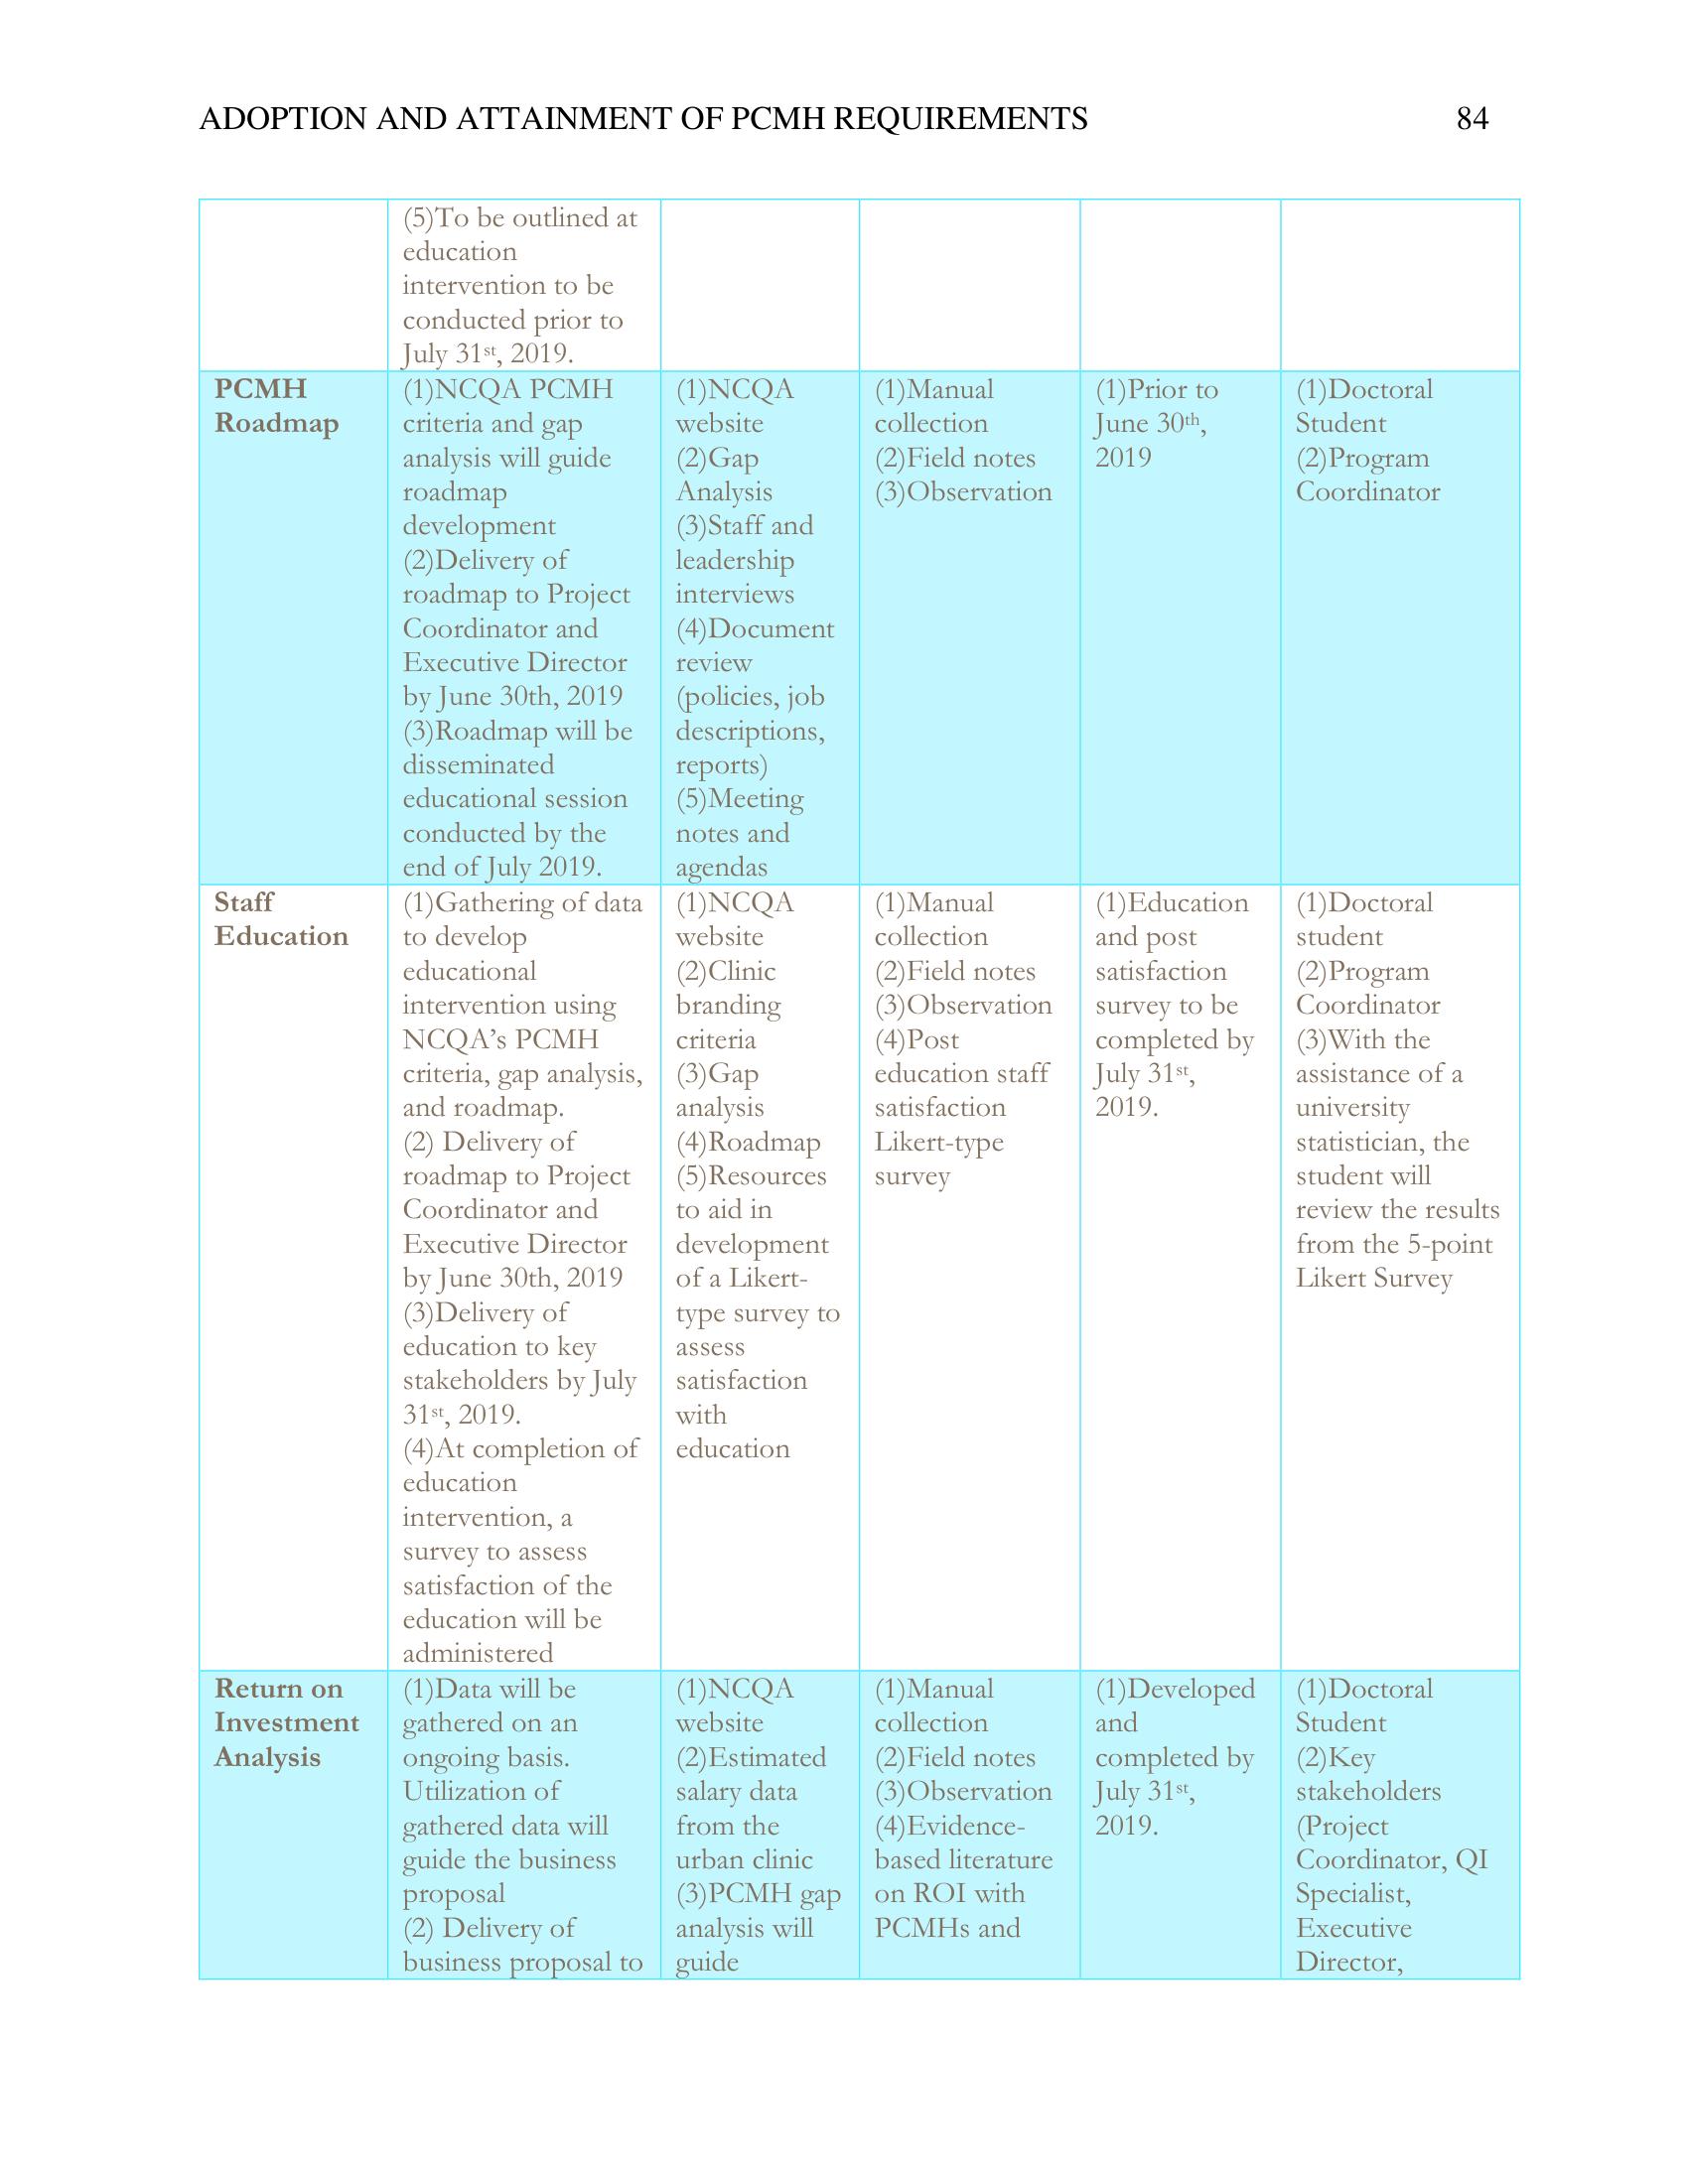 ADOPTION AND ATTAINMENT OF PCMH REQUIREMENTS 84
(5)To be outlined at
education
intervention to be
conducted prior to
July 31st, 2019.
PCMH
Roadmap
(1)NCQA PCMH
criteria and gap
analysis will guide
roadmap
development
(2)Delivery of
roadmap to Project
Coordinator and
Executive Director
by June 30th, 2019
(3)Roadmap will be
disseminated
educational session
conducted by the
end of July 2019.
(1)NCQA
website
(2)Gap
Analysis
(3)Staff and
leadership
interviews
(4)Document
review
(policies, job
descriptions,
reports)
(5)Meeting
notes and
agendas
(1)Manual
collection
(2)Field notes
(3)Observation
(1)Prior to
June 30th,
2019
(1)Doctoral
Student
(2)Program
Coordinator
Staff
Education
(1)Gathering of data
to develop
educational
intervention using
NCQA’s PCMH
criteria, gap analysis,
and roadmap.
(2) Delivery of
roadmap to Project
Coordinator and
Executive Director
by June 30th, 2019
(3)Delivery of
education to key
stakeholders by July
31st, 2019.
(4)At completion of
education
intervention, a
survey to assess
satisfaction of the
education will be
administered
(1)NCQA
website
(2)Clinic
branding
criteria
(3)Gap
analysis
(4)Roadmap
(5)Resources
to aid in
development
of a Likert-
type survey to
assess
satisfaction
with
education
(1)Manual
collection
(2)Field notes
(3)Observation
(4)Post
education staff
satisfaction
Likert-type
survey
(1)Education
and post
satisfaction
survey to be
completed by
July 31st,
2019.
(1)Doctoral
student
(2)Program
Coordinator
(3)With the
assistance of a
university
statistician, the
student will
review the results
from the 5-point
Likert Survey
Return on
Investment
Analysis
(1)Data will be
gathered on an
ongoing basis.
Utilization of
gathered data will
guide the business
proposal
(2) Delivery of
business proposal to
(1)NCQA
website
(2)Estimated
salary data
from the
urban clinic
(3)PCMH gap
analysis will
guide
(1)Manual
collection
(2)Field notes
(3)Observation
(4)Evidence-
based literature
on ROI with
PCMHs and
(1)Developed
and
completed by
July 31st,
2019.
(1)Doctoral
Student
(2)Key
stakeholders
(Project
Coordinator, QI
Specialist,
Executive
Director,